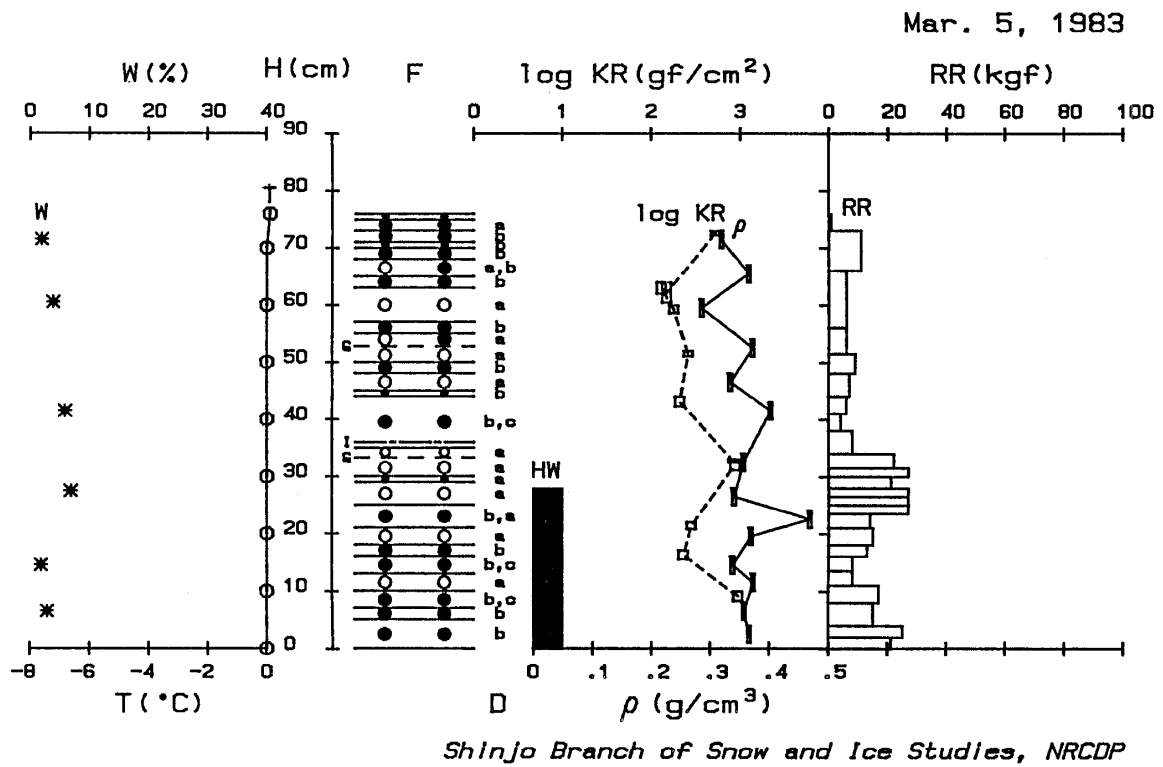 Mar. 5, 1983
W(%) H(cm) F log KR(gf/cm²) RR(kgf)
0 10 20 30 40 0 1 2 3 0 20 40 60 80 100
90
T 80
W log KR ρ RR
a
b
b
b
70
a,b
b
60 a
b
a
G
a
50 b
a
b
40 b,c
I
a
G
a
30 a HW
a
b,a
20 a
b
b,c
10 a
b,c
b
b
0
-8 -6 -4 -2 0 0 .1 .2 .3 .4 .5
T(°C) D ρ(g/cm³)
Shinjo Branch of Snow and Ice Studies, NRCDP